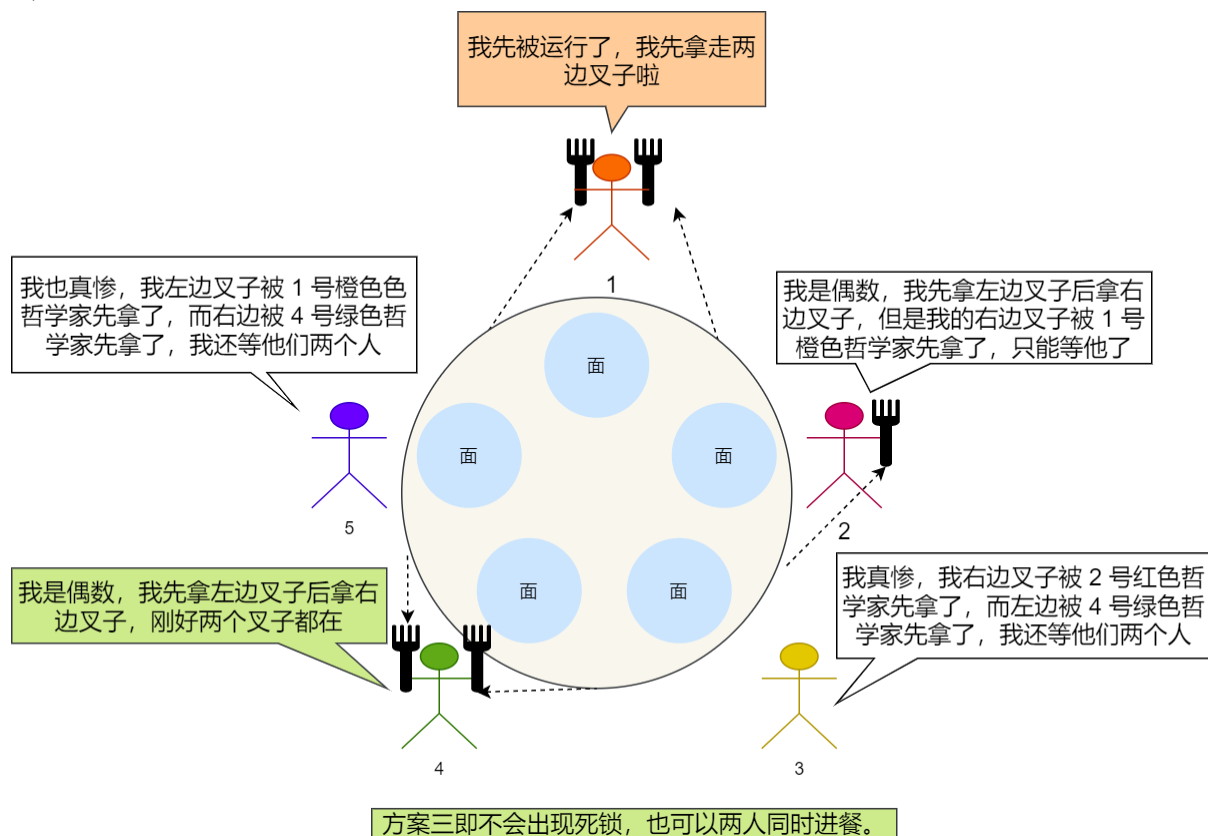 我先被运行了，我先拿走两
边叉子啦
1
我也真惨，我左边叉子被 1 号橙色色
哲学家先拿了，而右边被 4 号绿色哲
学家先拿了，我还等他们两个人
我是偶数，我先拿左边叉子后拿右
边叉子，但是我的右边叉子被 1 号
橙色哲学家先拿了，只能等他了
面
面
面
5
2
我是偶数，我先拿左边叉子后拿右
边叉子，刚好两个叉子都在
面
面
我真惨，我右边叉子被 2 号红色哲
学家先拿了，而左边被 4 号绿色哲
学家先拿了，我还等他们两个人
4
3
方案三即不会出现死锁，也可以两人同时进餐。